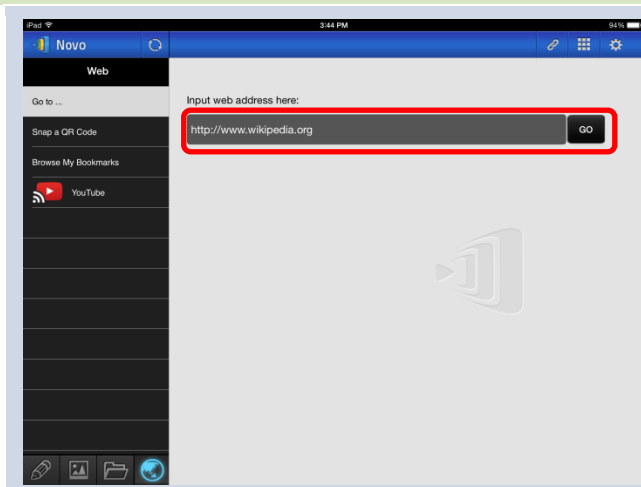 iPad 3:44 PM 94%
Novo
Web
Go to ...
Input web address here:
http://www.wikipedia.org GO
Snap a QR Code
Browse My Bookmarks
YouTube